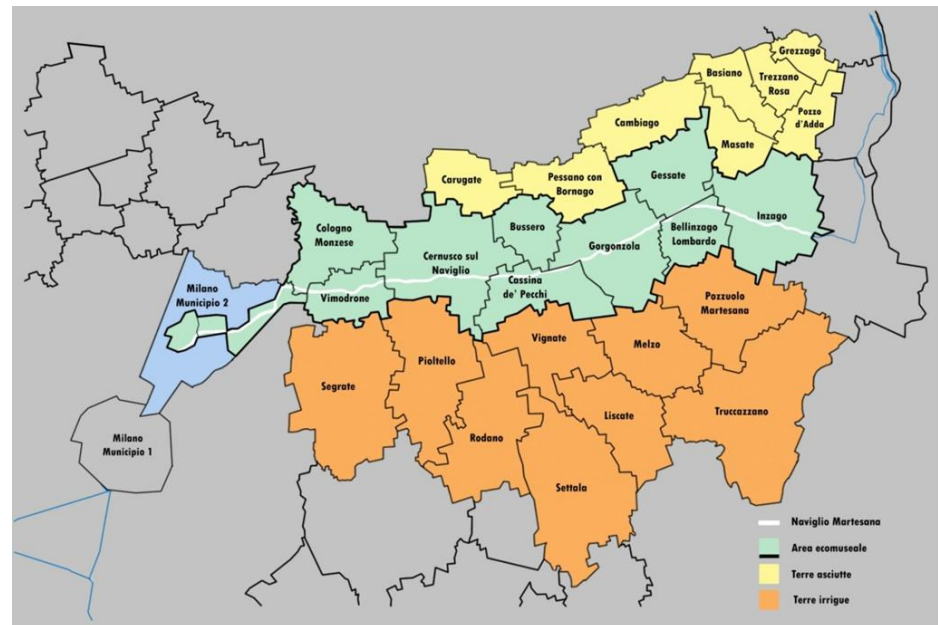 Grezzago
Basiano
Trezzano
Rosa
Pozzo
d'Adda
Cambiago
Masate
Carugate
Pessano con
Bornago
Gessate
Cologno
Monzese
Bussero
Inzago
Cernusco sul
Naviglio
Gorgonzola
Bellinzago
Lombardo
Cassina
de' Pecchi
Milano
Municipio 2
Vimodrone
Pozzuolo
Martesana
Vignate
Melzo
Pioltello
Segrate
Truccazzano
Liscate
Rodano
Milano
Municipio 1
Settala
Naviglio Martesana
Area ecomuseale
Terre asciutte
Terre irrigue